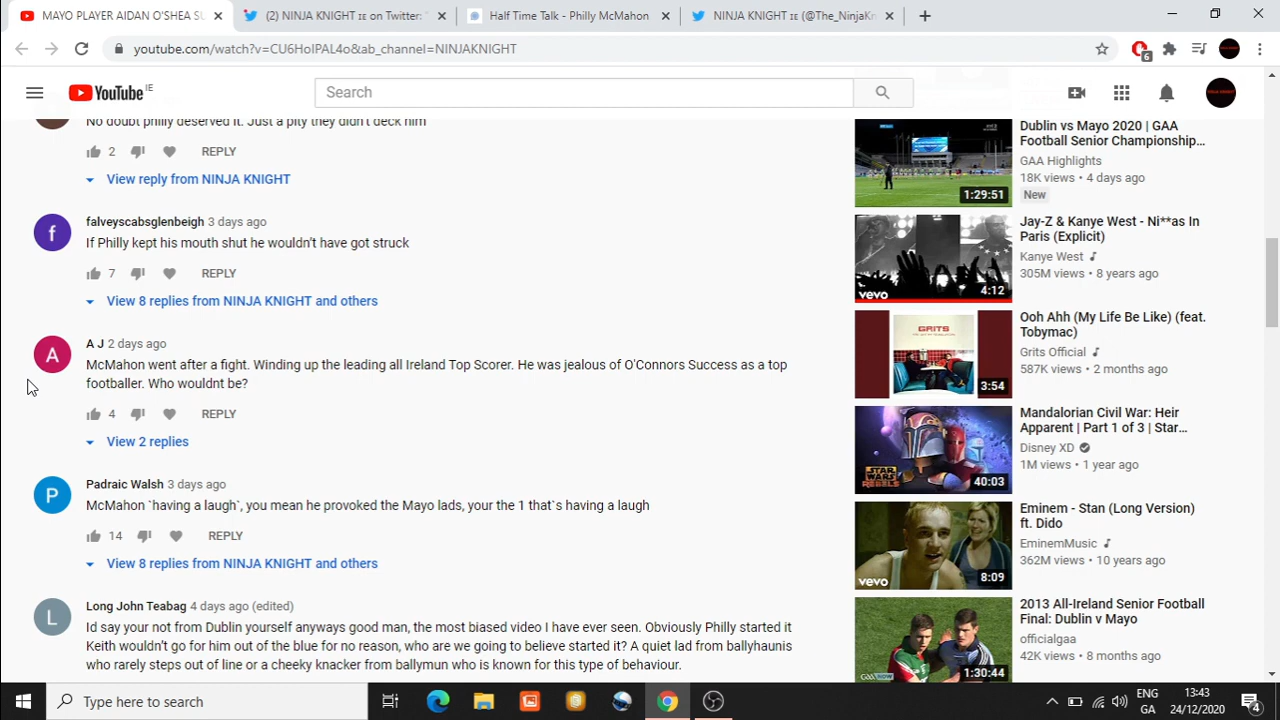 MAYO PLAYER AIDAN O'SHEA SU
(2) NINJA KNIGHT ɪᴇ on Twitter: "
Half Time Talk - Philly McMahon
NINJA KNIGHT ɪᴇ (@The_NinjaKn
youtube.com/watch?v=CU6HoIPAL4o&ab_channel=NINJAKNIGHT
6
YouTube IE
Search
No doubt philly deserved it. Just a pity they didn't deck him
2 REPLY
View reply from NINJA KNIGHT
f
falveyscabsglenbeigh 3 days ago
If Philly kept his mouth shut he wouldn't have got struck
7 REPLY
View 8 replies from NINJA KNIGHT and others
A
A J 2 days ago
McMahon went after a fight. Winding up the leading all Ireland Top Scorer. He was jealous of O'Connors Success as a top
footballer. Who wouldnt be?
4 REPLY
View 2 replies
P
Padraic Walsh 3 days ago
McMahon `having a laugh`, you mean he provoked the Mayo lads, your the 1 that`s having a laugh
14 REPLY
View 8 replies from NINJA KNIGHT and others
L
Long John Teabag 4 days ago (edited)
Id say your not from Dublin yourself anyways good man, the most biased video I have ever seen. Obviously Philly started it
Keith wouldn't go for him out of the blue for no reason, who are we going to believe started it? A quiet lad from ballyhaunis
who rarely steps out of line or a cheeky knacker from ballymun who is known for this type of behaviour.
1:29:51
Dublin vs Mayo 2020 | GAA
Football Senior Championship...
GAA Highlights
18K views • 4 days ago
New
vevo
4:12
Jay-Z & Kanye West - Ni**as In
Paris (Explicit)
Kanye West
305M views • 8 years ago
GRITS
3:54
Ooh Ahh (My Life Be Like) (feat.
Tobymac)
Grits Official
587K views • 2 months ago
STAR WARS
REBELS
40:03
Mandalorian Civil War: Heir
Apparent | Part 1 of 3 | Star...
Disney XD
1M views • 1 year ago
vevo
8:09
Eminem - Stan (Long Version)
ft. Dido
EminemMusic
362M views • 10 years ago
GAANOW
1:30:44
2013 All-Ireland Senior Football
Final: Dublin v Mayo
officialgaa
42K views • 8 months ago
Type here to search
ENG
GA
13:43
24/12/2020
4